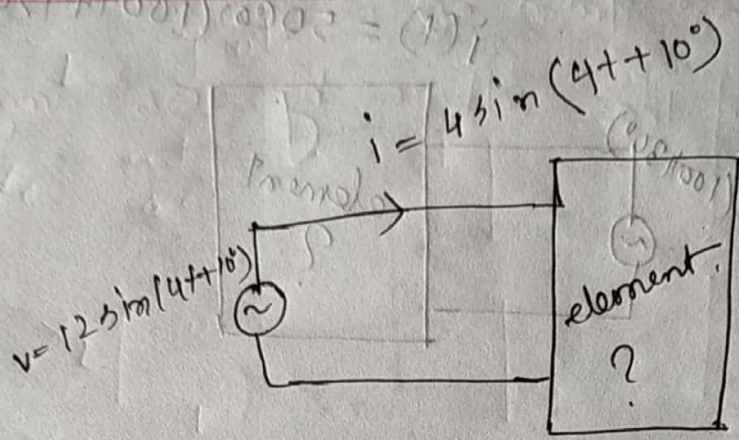 i = 4 sin (4t + 10°)
v = 12 sin (4t + 10°)
element.
?